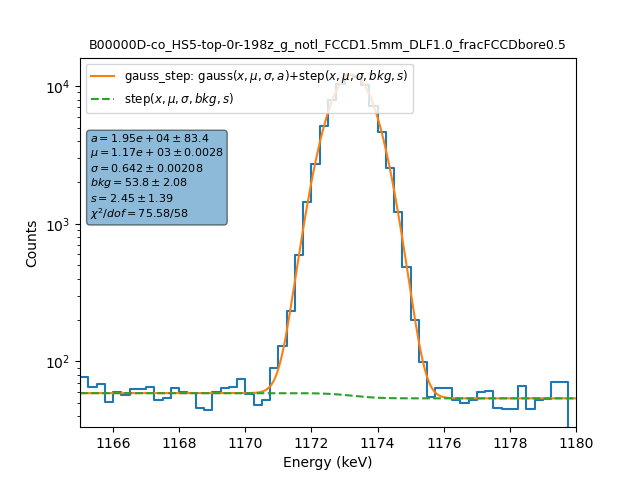 B00000D-co_HS5-top-0r-198z_g_notl_FCCD1.5mm_DLF1.0_fracFCCDbore0.5
gauss_step: gauss(x, μ, σ, a)+step(x, μ, σ, bkg, s)
step(x, μ, σ, bkg, s)
a = 1.95e + 04 ± 83.4
μ = 1.17e + 03 ± 0.0028
σ = 0.642 ± 0.00208
bkg = 53.8 ± 2.08
s = 2.45 ± 1.39
χ²/dof = 75.58/58
10⁴
10³
10²
Counts
1166 1168 1170 1172 1174 1176 1178 1180
Energy (keV)